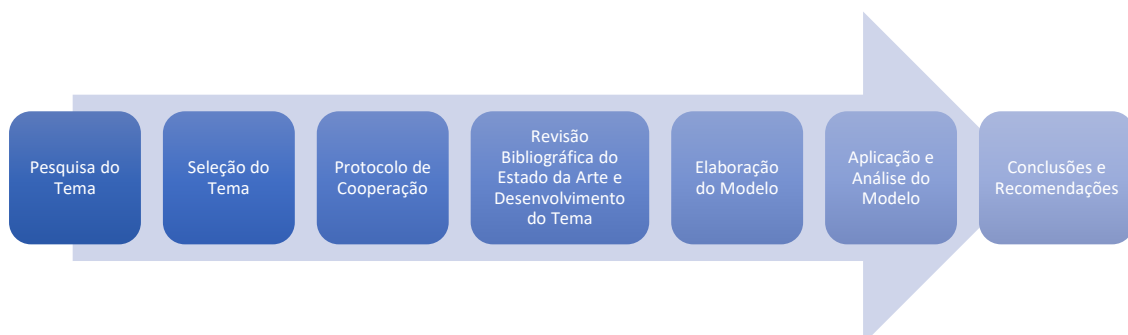 Pesquisa do
Tema
Seleção do
Tema
Protocolo de
Cooperação
Revisão
Bibliográfica do
Estado da Arte e
Desenvolvimento
do Tema
Elaboração
do Modelo
Aplicação e
Análise do
Modelo
Conclusões e
Recomendações